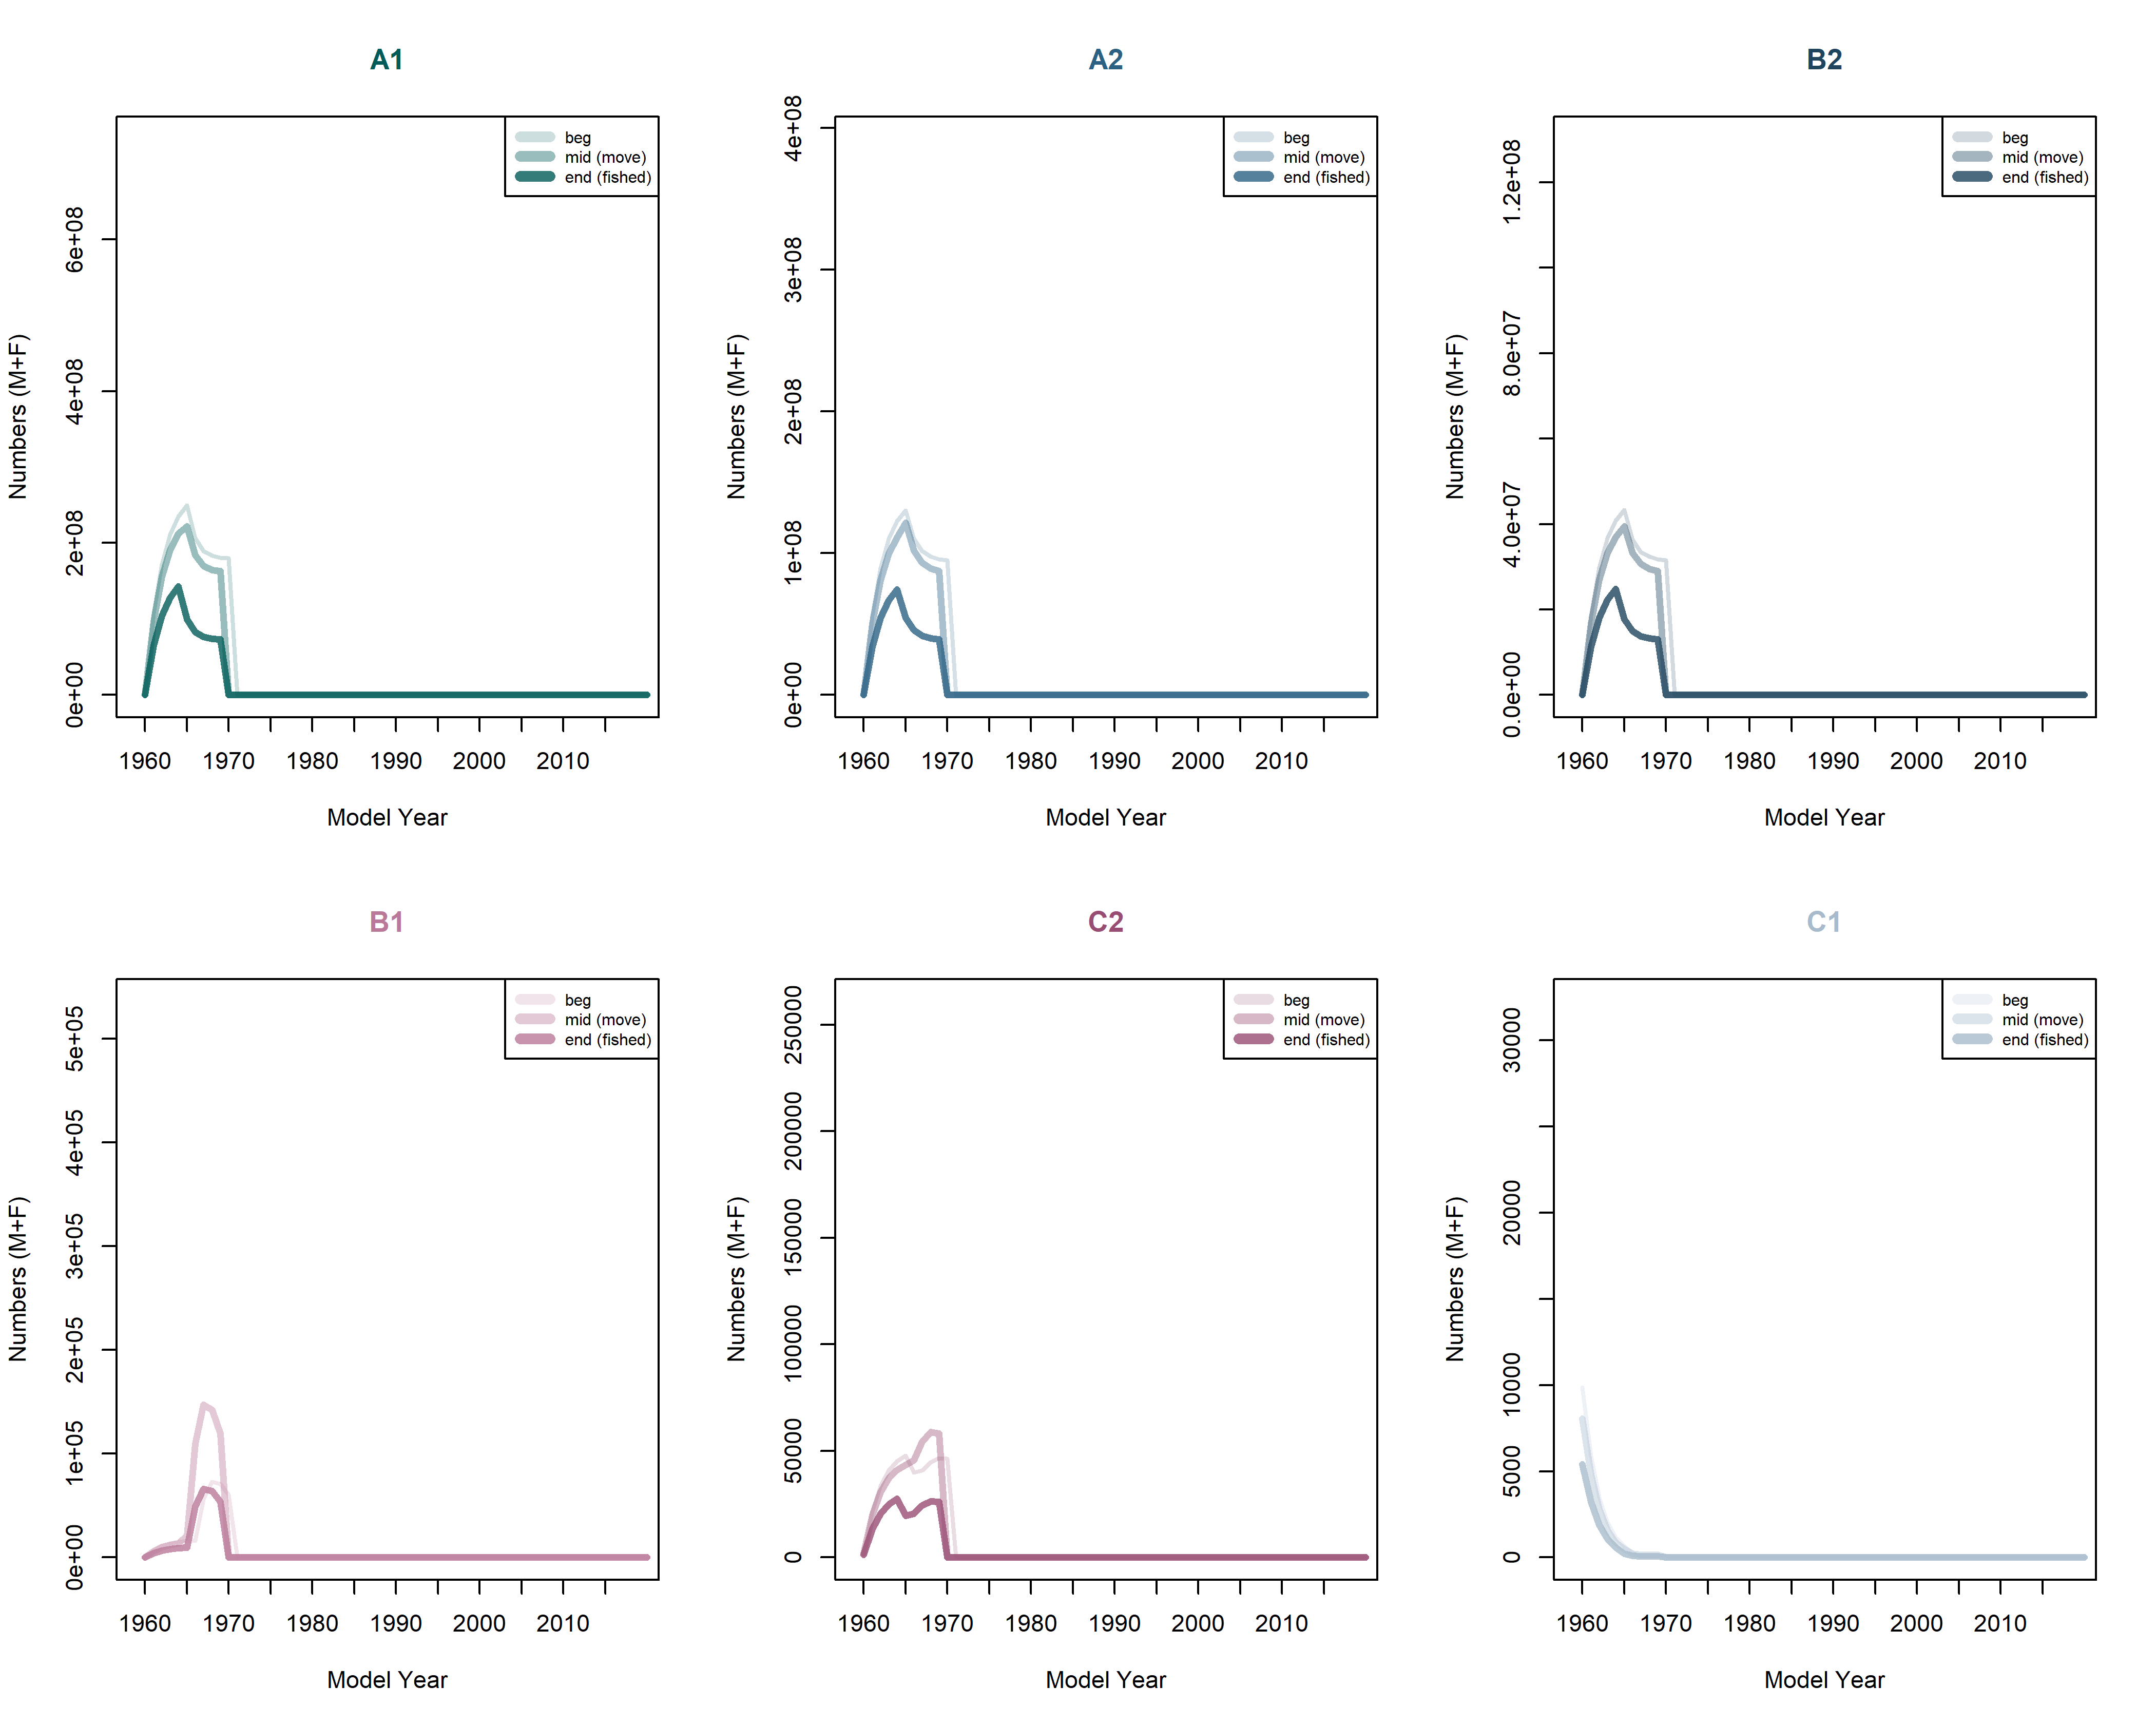 A1
Numbers (M+F)
0e+00 2e+08 4e+08 6e+08
beg
mid (move)
end (fished)
1960 1970 1980 1990 2000 2010
Model Year
A2
Numbers (M+F)
0e+00 1e+08 2e+08 3e+08 4e+08
beg
mid (move)
end (fished)
1960 1970 1980 1990 2000 2010
Model Year
B2
Numbers (M+F)
0.0e+00 4.0e+07 8.0e+07 1.2e+08
beg
mid (move)
end (fished)
1960 1970 1980 1990 2000 2010
Model Year
B1
Numbers (M+F)
0e+00 1e+05 2e+05 3e+05 4e+05 5e+05
beg
mid (move)
end (fished)
1960 1970 1980 1990 2000 2010
Model Year
C2
Numbers (M+F)
0 50000 100000 150000 200000 250000
beg
mid (move)
end (fished)
1960 1970 1980 1990 2000 2010
Model Year
C1
Numbers (M+F)
0 5000 10000 20000 30000
beg
mid (move)
end (fished)
1960 1970 1980 1990 2000 2010
Model Year